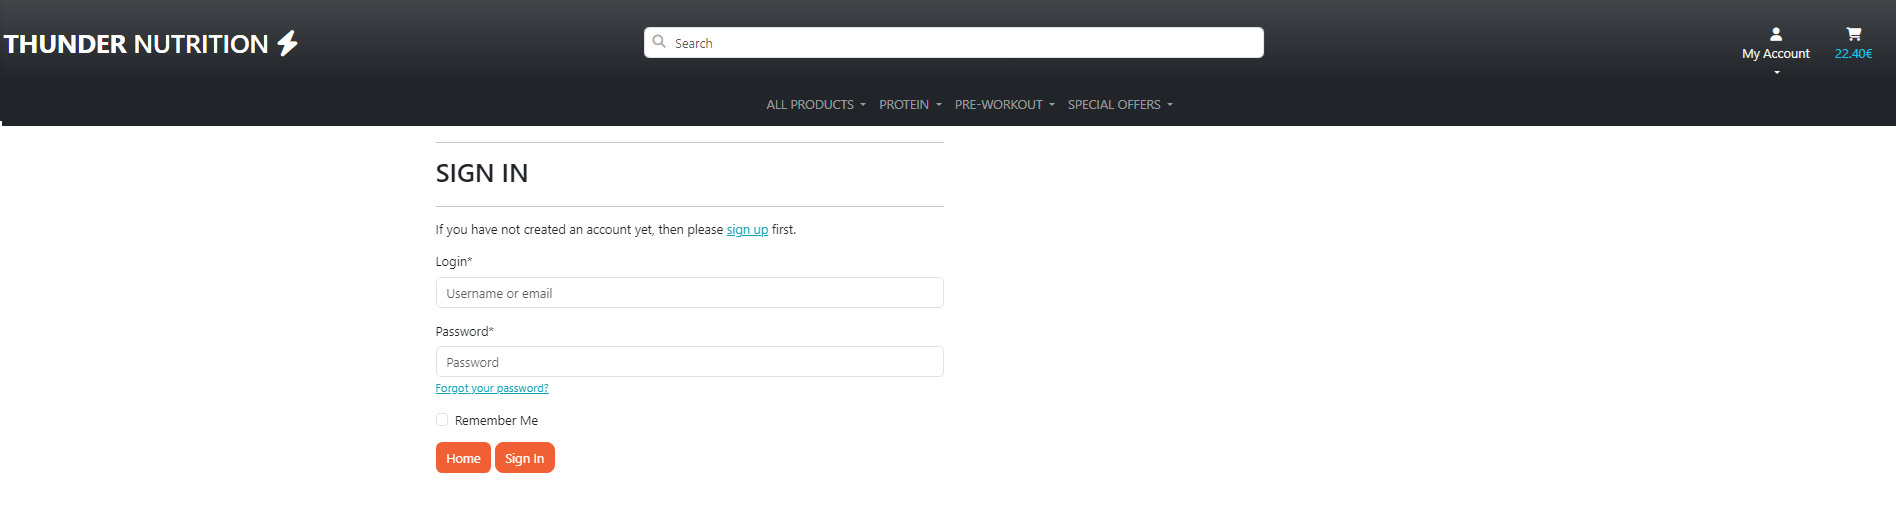 THUNDER NUTRITION
Search
My Account
22.40€
ALL PRODUCTS PROTEIN PRE-WORKOUT SPECIAL OFFERS
SIGN IN
If you have not created an account yet, then please sign up first.
Login*
Username or email
Password*
Password
Forgot your password?
Remember Me
Home Sign In